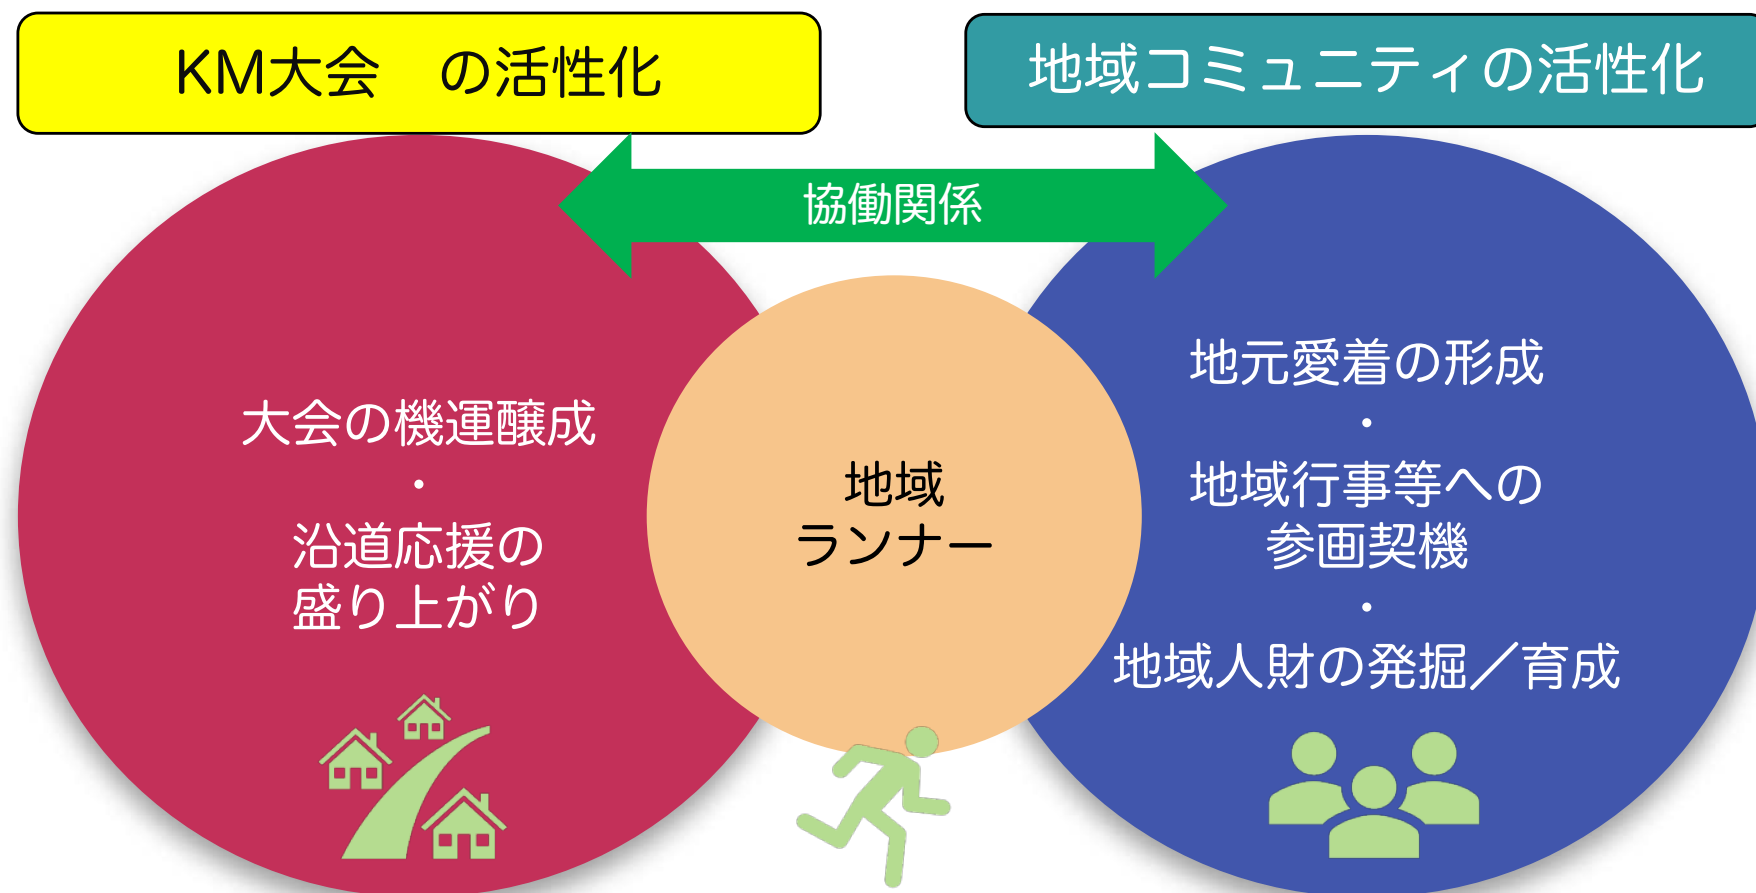 KM大会　の活性化
地域コミュニティの活性化
協働関係
大会の機運醸成
・
沿道応援の
盛り上がり
地域
ランナー
地元愛着の形成
・
地域行事等への
参画契機
・
地域人財の発掘／育成